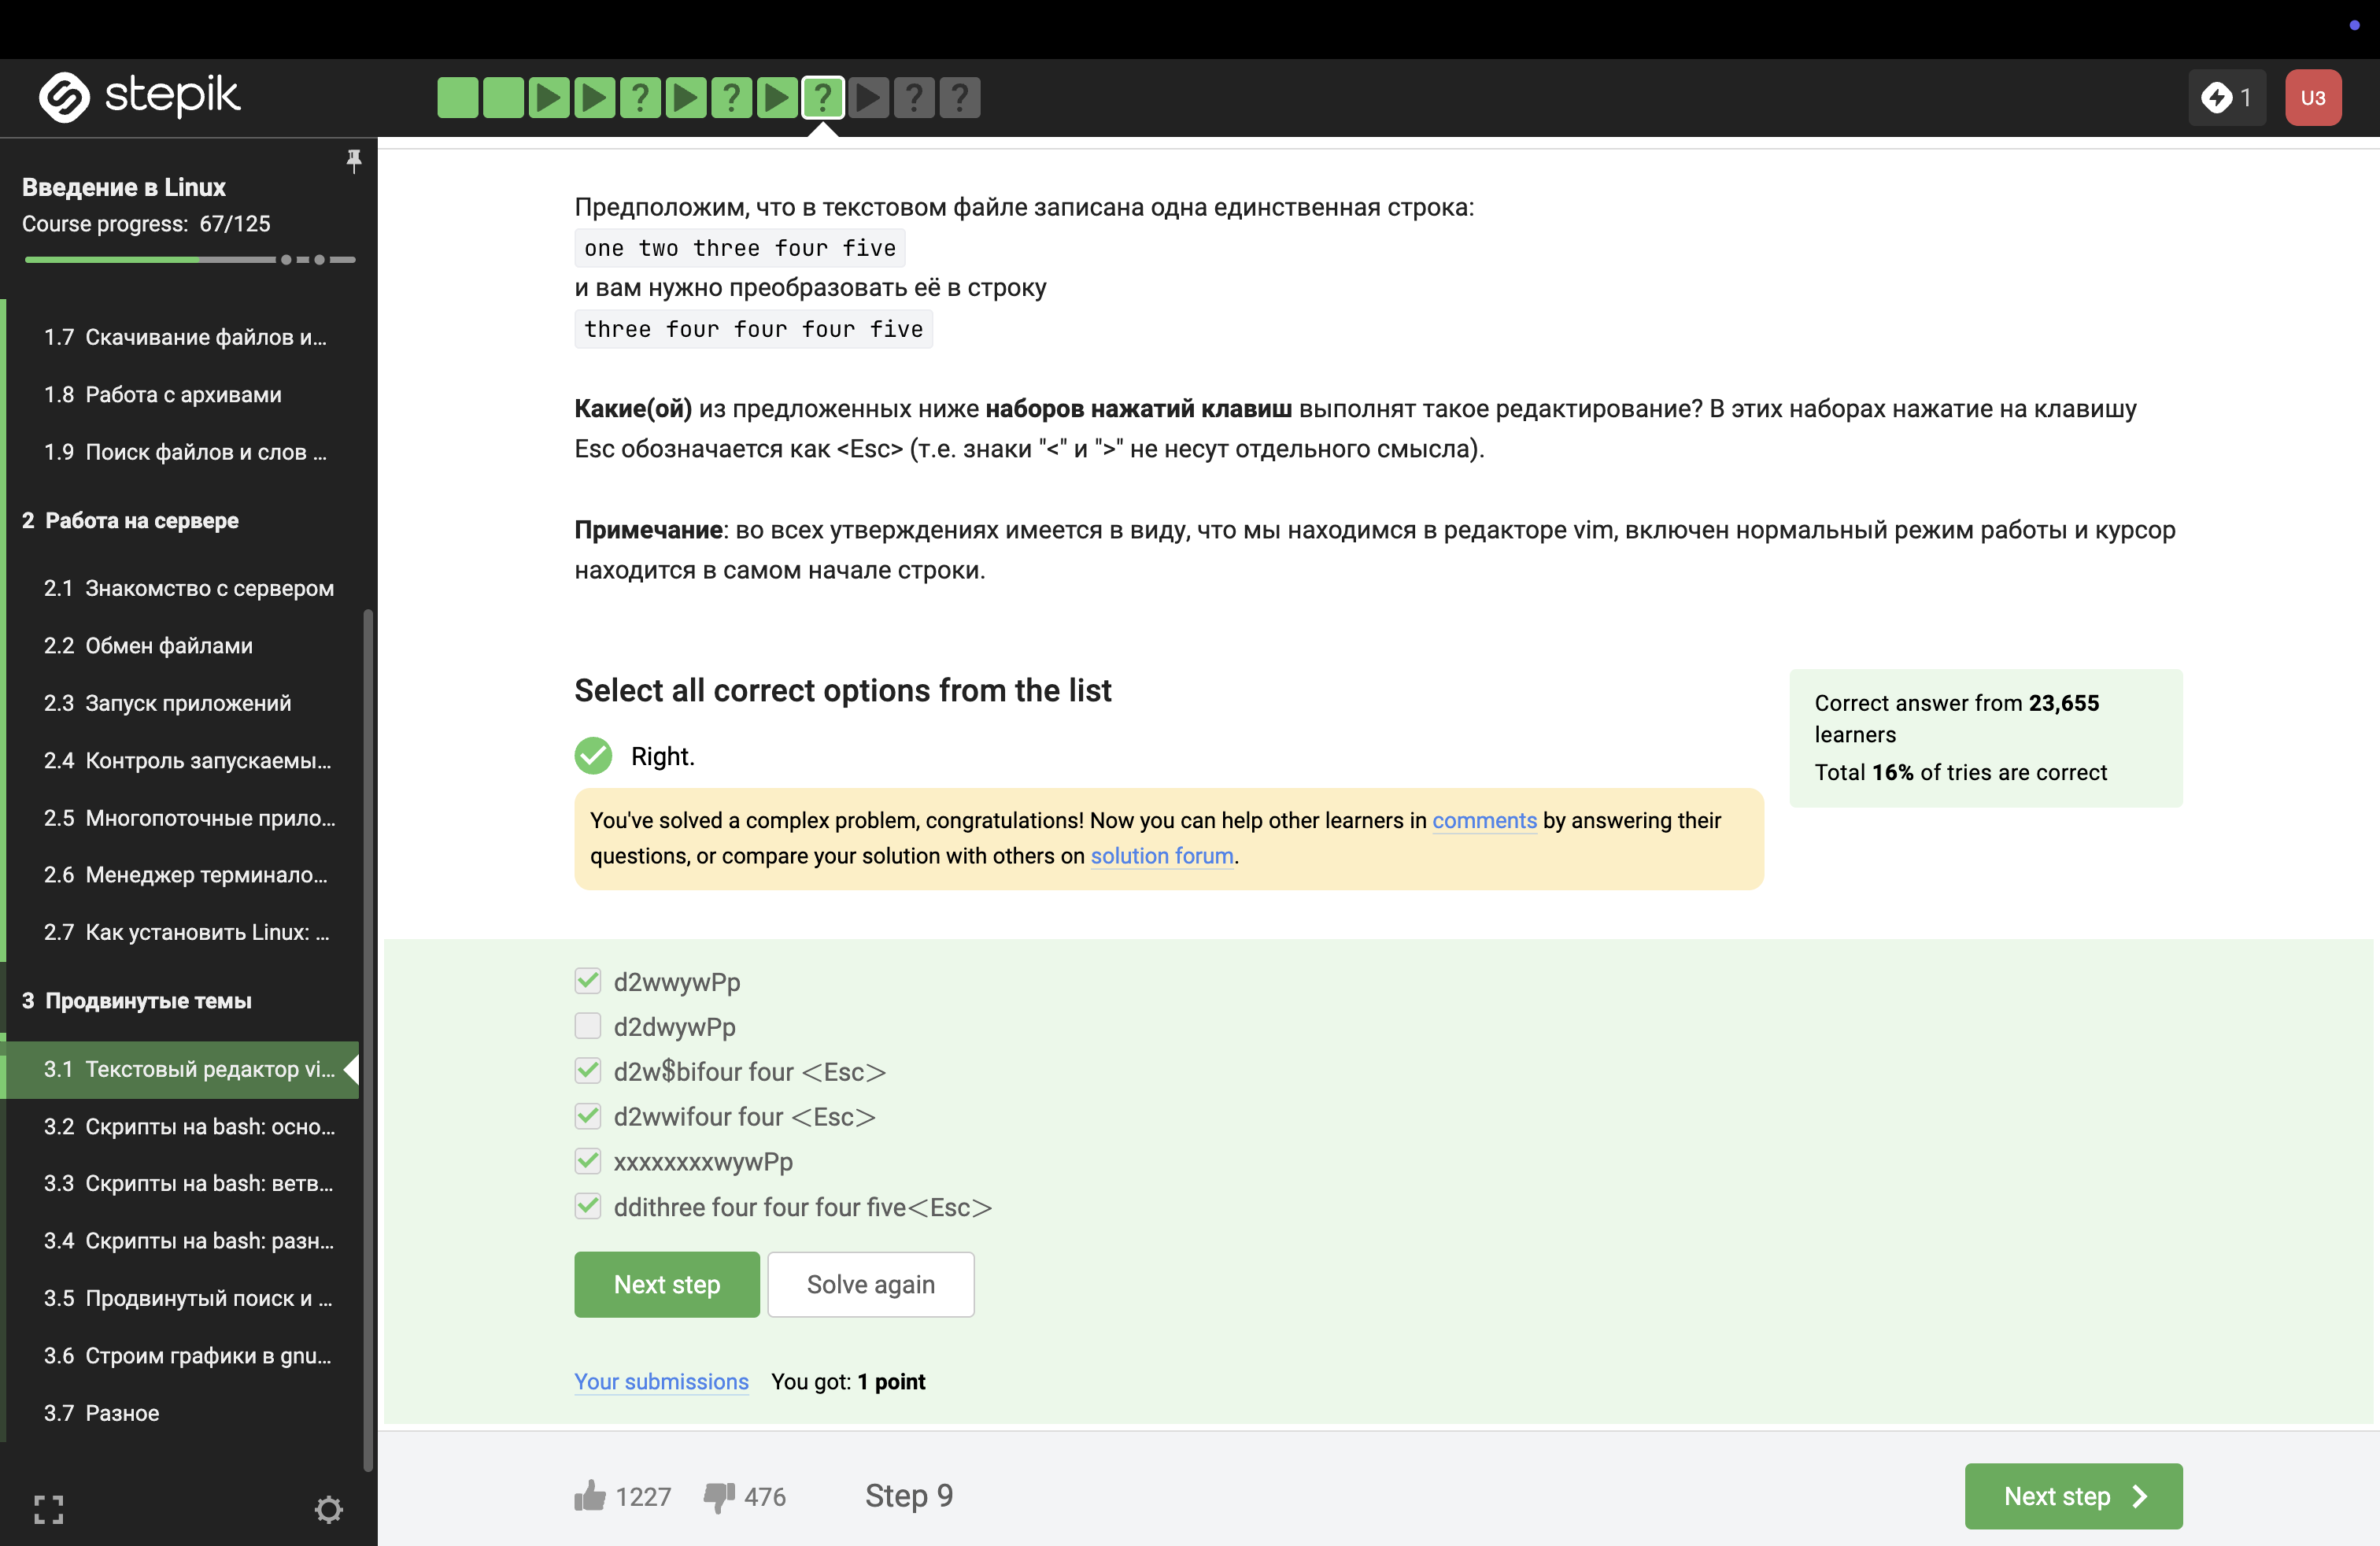 stepik
? ? ? ? ?
1
U3
Введение в Linux
Course progress: 67/125
1.7 Скачивание файлов и...
1.8 Работа с архивами
1.9 Поиск файлов и слов ...
2 Работа на сервере
2.1 Знакомство с сервером
2.2 Обмен файлами
2.3 Запуск приложений
2.4 Контроль запускаемы...
2.5 Многопоточные прило...
2.6 Менеджер терминало...
2.7 Как установить Linux: ...
3 Продвинутые темы
3.1 Текстовый редактор vi...
3.2 Скрипты на bash: осно...
3.3 Скрипты на bash: ветв...
3.4 Скрипты на bash: разн...
3.5 Продвинутый поиск и ...
3.6 Строим графики в gnu...
3.7 Разное
Предположим, что в текстовом файле записана одна единственная строка:
one two three four five
и вам нужно преобразовать её в строку
three four four four five
Какие(ой) из предложенных ниже наборов нажатий клавиш выполнят такое редактирование? В этих наборах нажатие на клавишу
Esc обозначается как <Esc> (т.е. знаки "<" и ">" не несут отдельного смысла).
Примечание: во всех утверждениях имеется в виду, что мы находимся в редакторе vim, включен нормальный режим работы и курсор
находится в самом начале строки.
Select all correct options from the list
Right.
You've solved a complex problem, congratulations! Now you can help other learners in comments by answering their
questions, or compare your solution with others on solution forum.
Correct answer from 23,655
learners
Total 16% of tries are correct
d2wwywPp
d2dwywPp
d2w$bifour four <Esc>
d2wwifour four <Esc>
xxxxxxxxwywPp
ddithree four four four five<Esc>
Next step
Solve again
Your submissions You got: 1 point
1227
476
Step 9
Next step